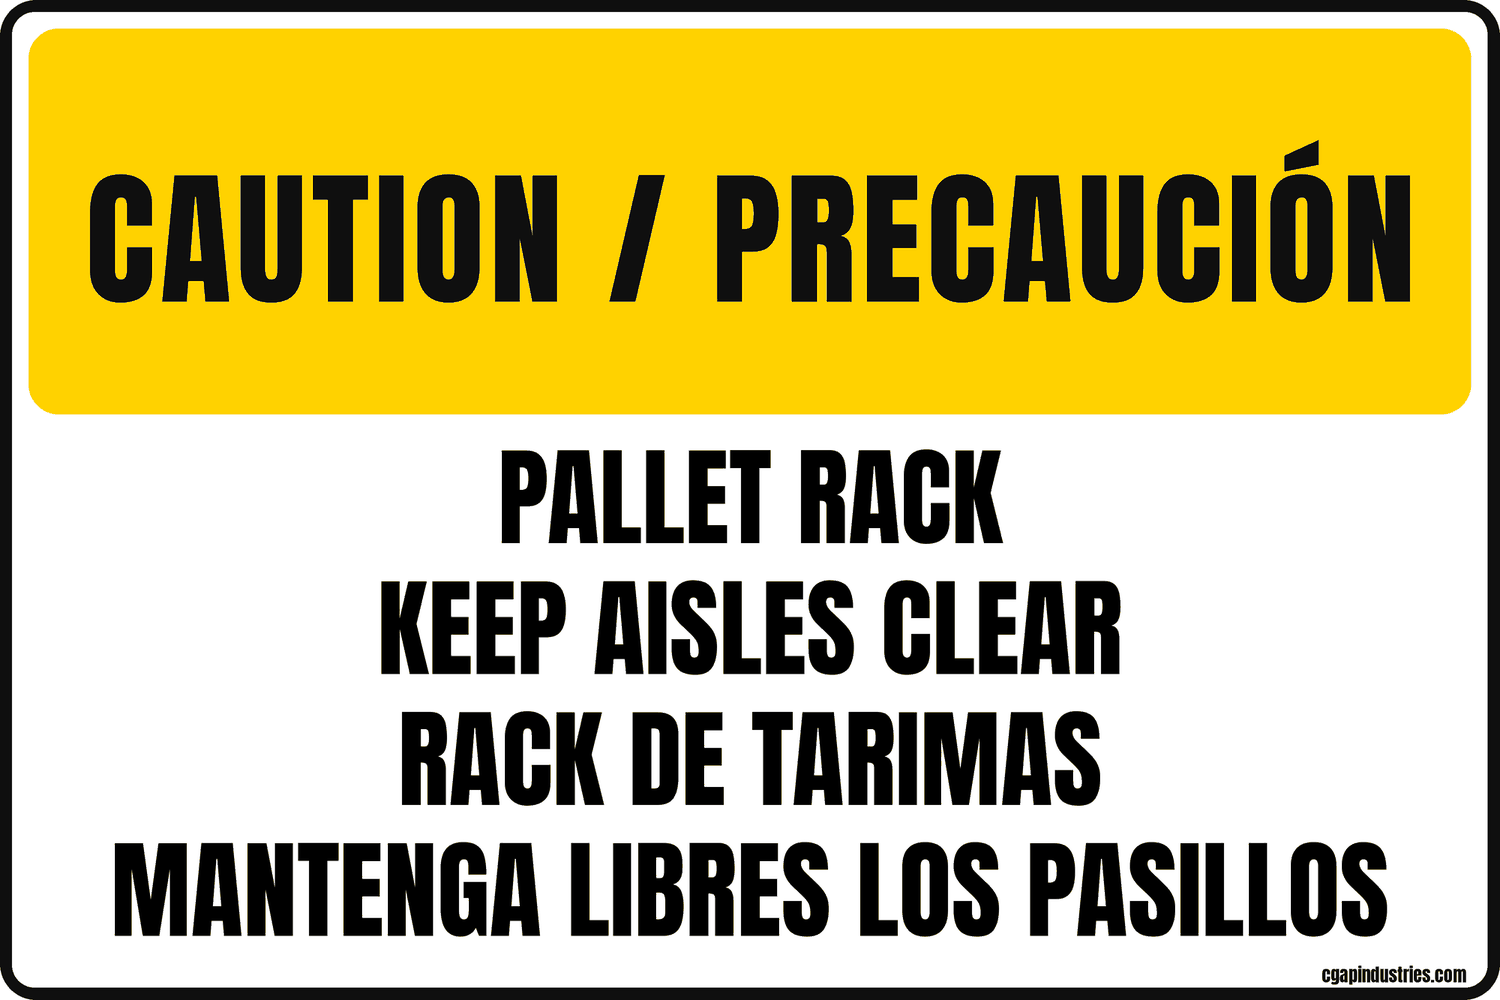 CAUTION / PRECAUCIÓN
PALLET RACK
KEEP AISLES CLEAR
RACK DE TARIMAS
MANTENGA LIBRES LOS PASILLOS
cgapindustries.com